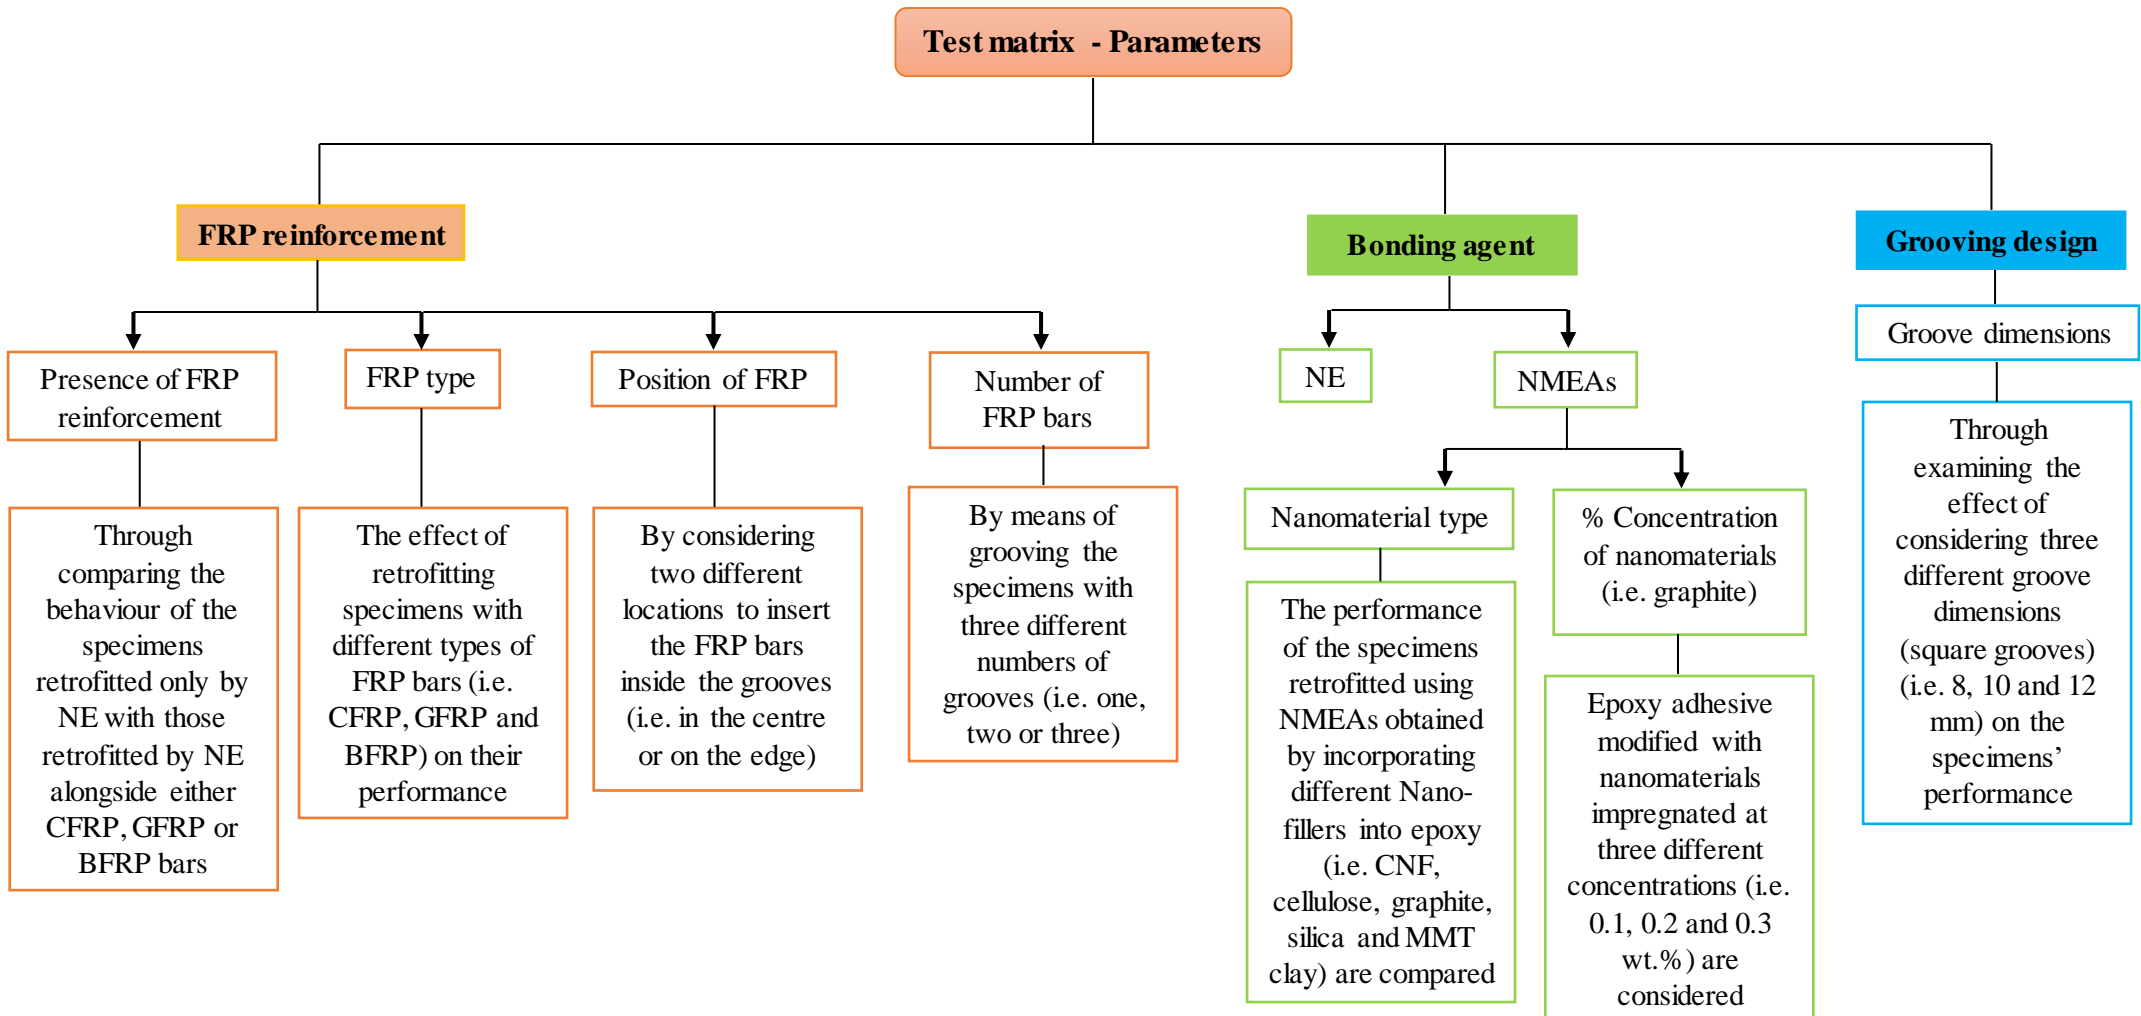 Test matrix - Parameters
FRP reinforcement
Bonding agent
Grooving design
Presence of FRP
reinforcement
FRP type
Position of FRP
Number of
FRP bars
NE
NMEAs
Groove dimensions
Through
comparing the
behaviour of the
specimens
retrofitted only by
NE with those
retrofitted by NE
alongside either
CFRP, GFRP or
BFRP bars
The effect of
retrofitting
specimens with
different types of
FRP bars (i.e.
CFRP, GFRP and
BFRP) on their
performance
By considering
two different
locations to insert
the FRP bars
inside the grooves
(i.e. in the centre
or on the edge)
By means of
grooving the
specimens with
three different
numbers of
grooves (i.e. one,
two or three)
Nanomaterial type
% Concentration
of nanomaterials
(i.e. graphite)
The performance
of the specimens
retrofitted using
NMEAs obtained
by incorporating
different Nano-
fillers into epoxy
(i.e. CNF,
cellulose, graphite,
silica and MMT
clay) are compared
Epoxy adhesive
modified with
nanomaterials
impregnated at
three different
concentrations (i.e.
0.1, 0.2 and 0.3
wt.%) are
considered
Through
examining the
effect of
considering three
different groove
dimensions
(square grooves)
(i.e. 8, 10 and 12
mm) on the
specimens’
performance